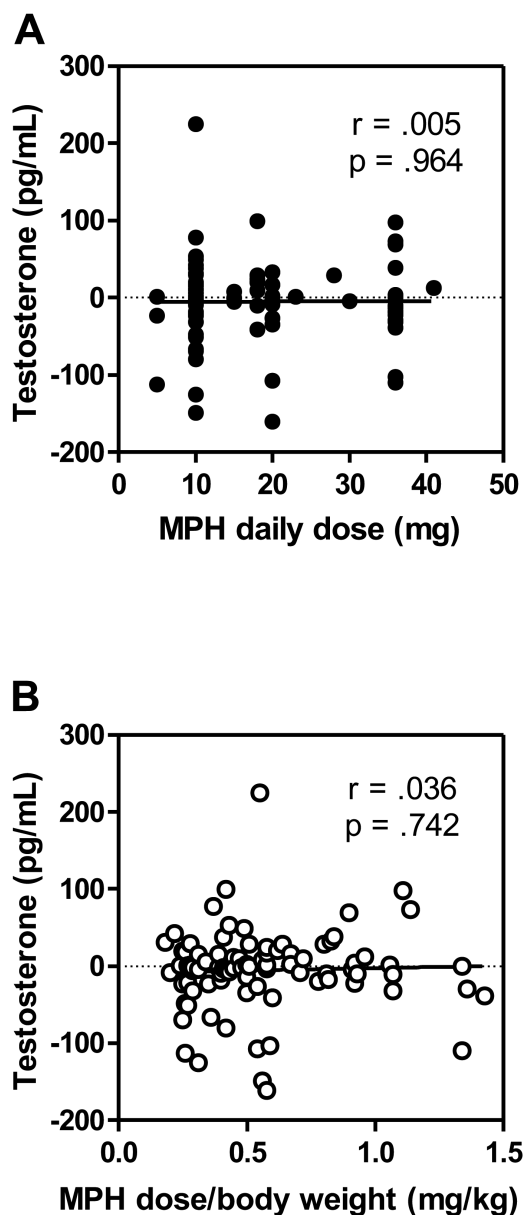 A
300
200
100
0
-100
-200
Testosterone (pg/mL)
r = .005
p = .964
0 10 20 30 40 50
MPH daily dose (mg)
B
300
200
100
0
-100
-200
Testosterone (pg/mL)
r = .036
p = .742
0.0 0.5 1.0 1.5
MPH dose/body weight (mg/kg)